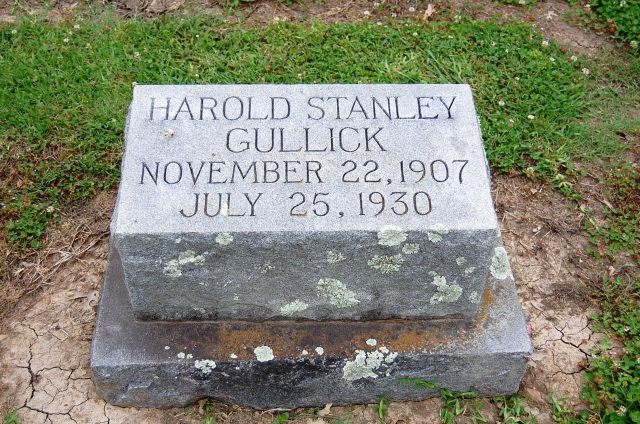 HAROLD STANLEY
GULLICK
NOVEMBER 22, 1907
JULY 25, 1930